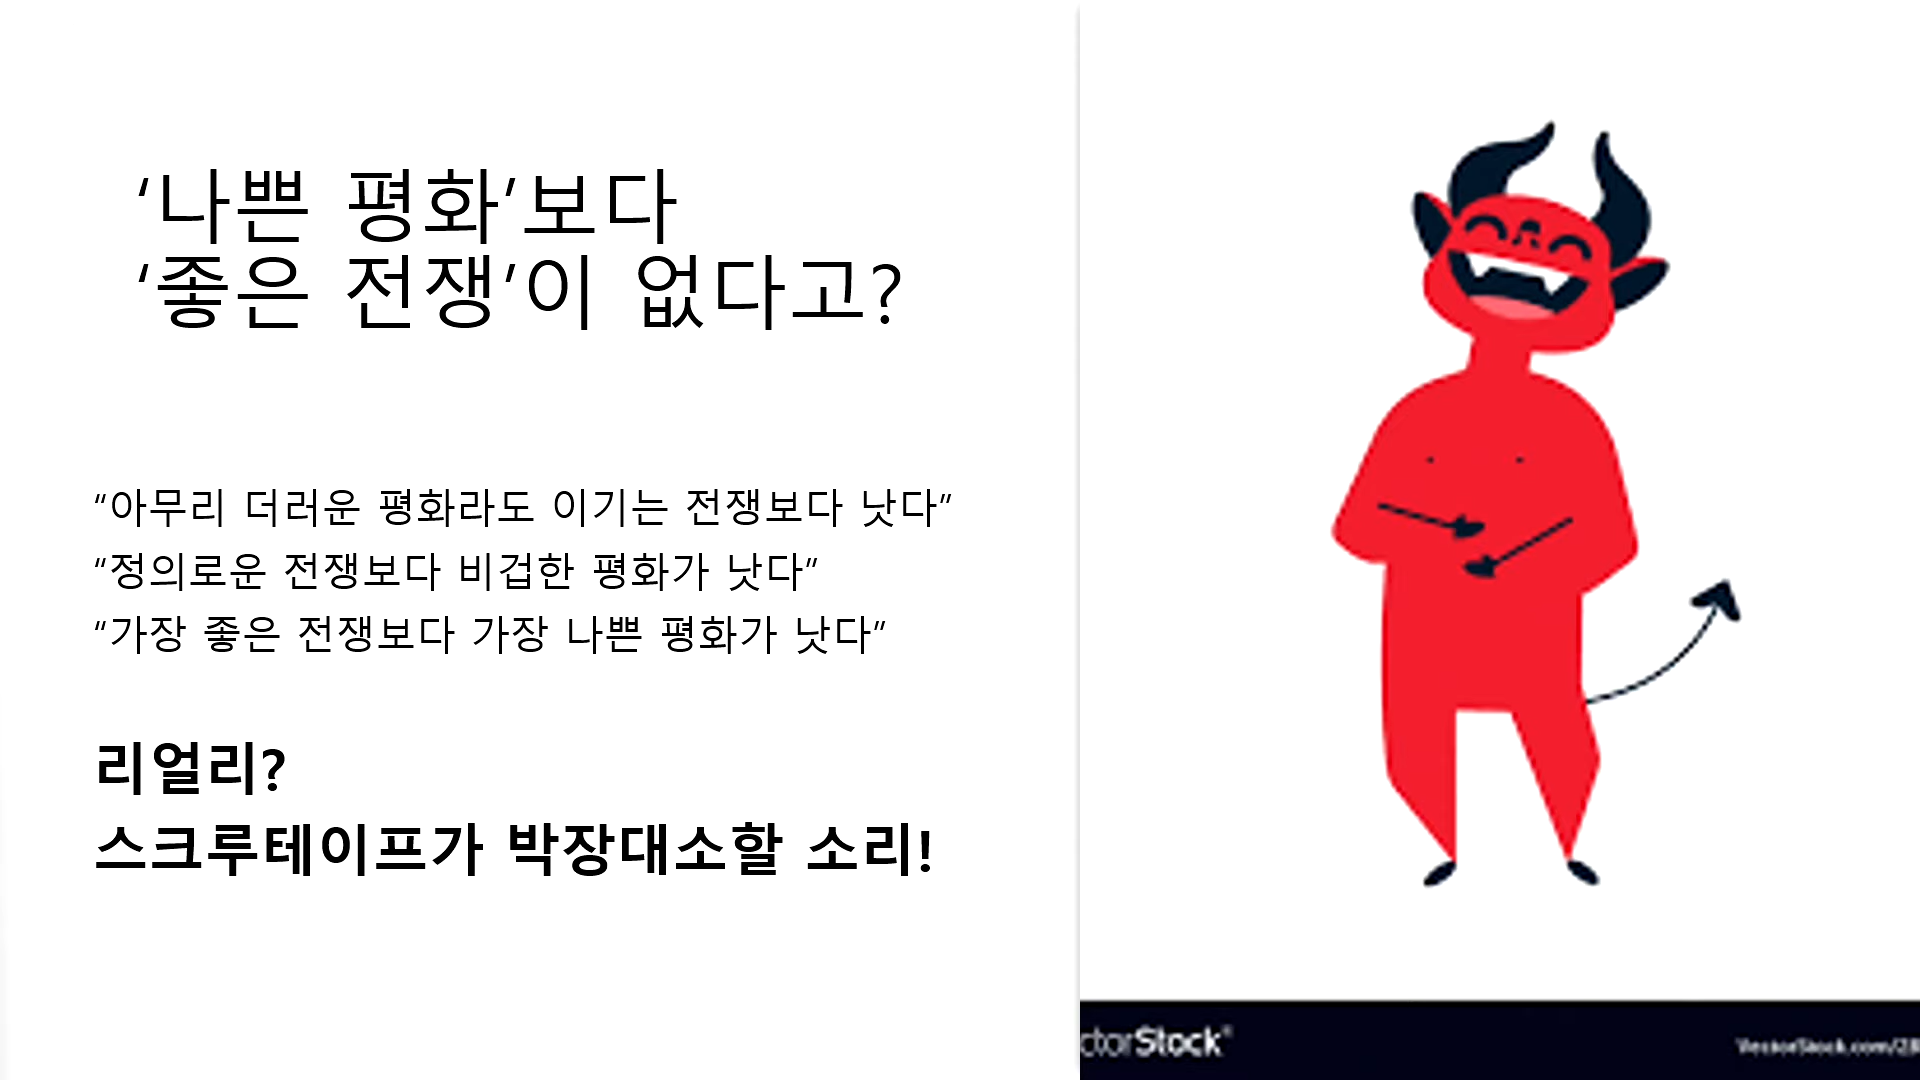 ‘나쁜 평화’보다
‘좋은 전쟁’이 없다고?
“아무리 더러운 평화라도 이기는 전쟁보다 낫다”
“정의로운 전쟁보다 비겁한 평화가 낫다”
“가장 좋은 전쟁보다 가장 나쁜 평화가 낫다”
리얼리?
스크루테이프가 박장대소할 소리!
ctorStock®
VectorStock.com/28